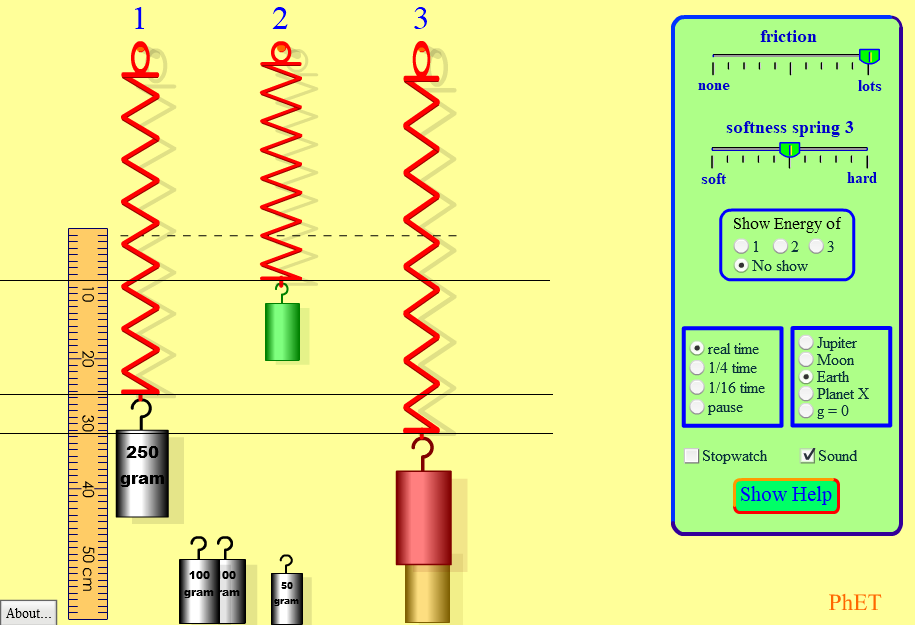 1 2 3
friction
none lots
softness spring 3
soft hard
Show Energy of
1 2 3
No show
10
20
30
40
50 cm
250
gram
100
gram
00
ram
50
gram
real time
1/4 time
1/16 time
pause
Jupiter
Moon
Earth
Planet X
g = 0
Stopwatch Sound
Show Help
About...
PhET